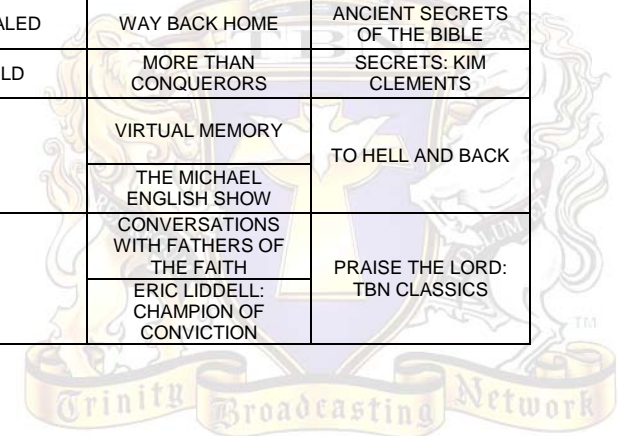 ALED
WAY BACK HOME
ANCIENT SECRETS
OF THE BIBLE
LD
MORE THAN
CONQUERORS
SECRETS: KIM
CLEMENTS
VIRTUAL MEMORY
TO HELL AND BACK
THE MICHAEL
ENGLISH SHOW
CONVERSATIONS
WITH FATHERS OF
THE FAITH
PRAISE THE LORD:
TBN CLASSICS
ERIC LIDDELL:
CHAMPION OF
CONVICTION
TBN
TM
Trinity Broadcasting Network